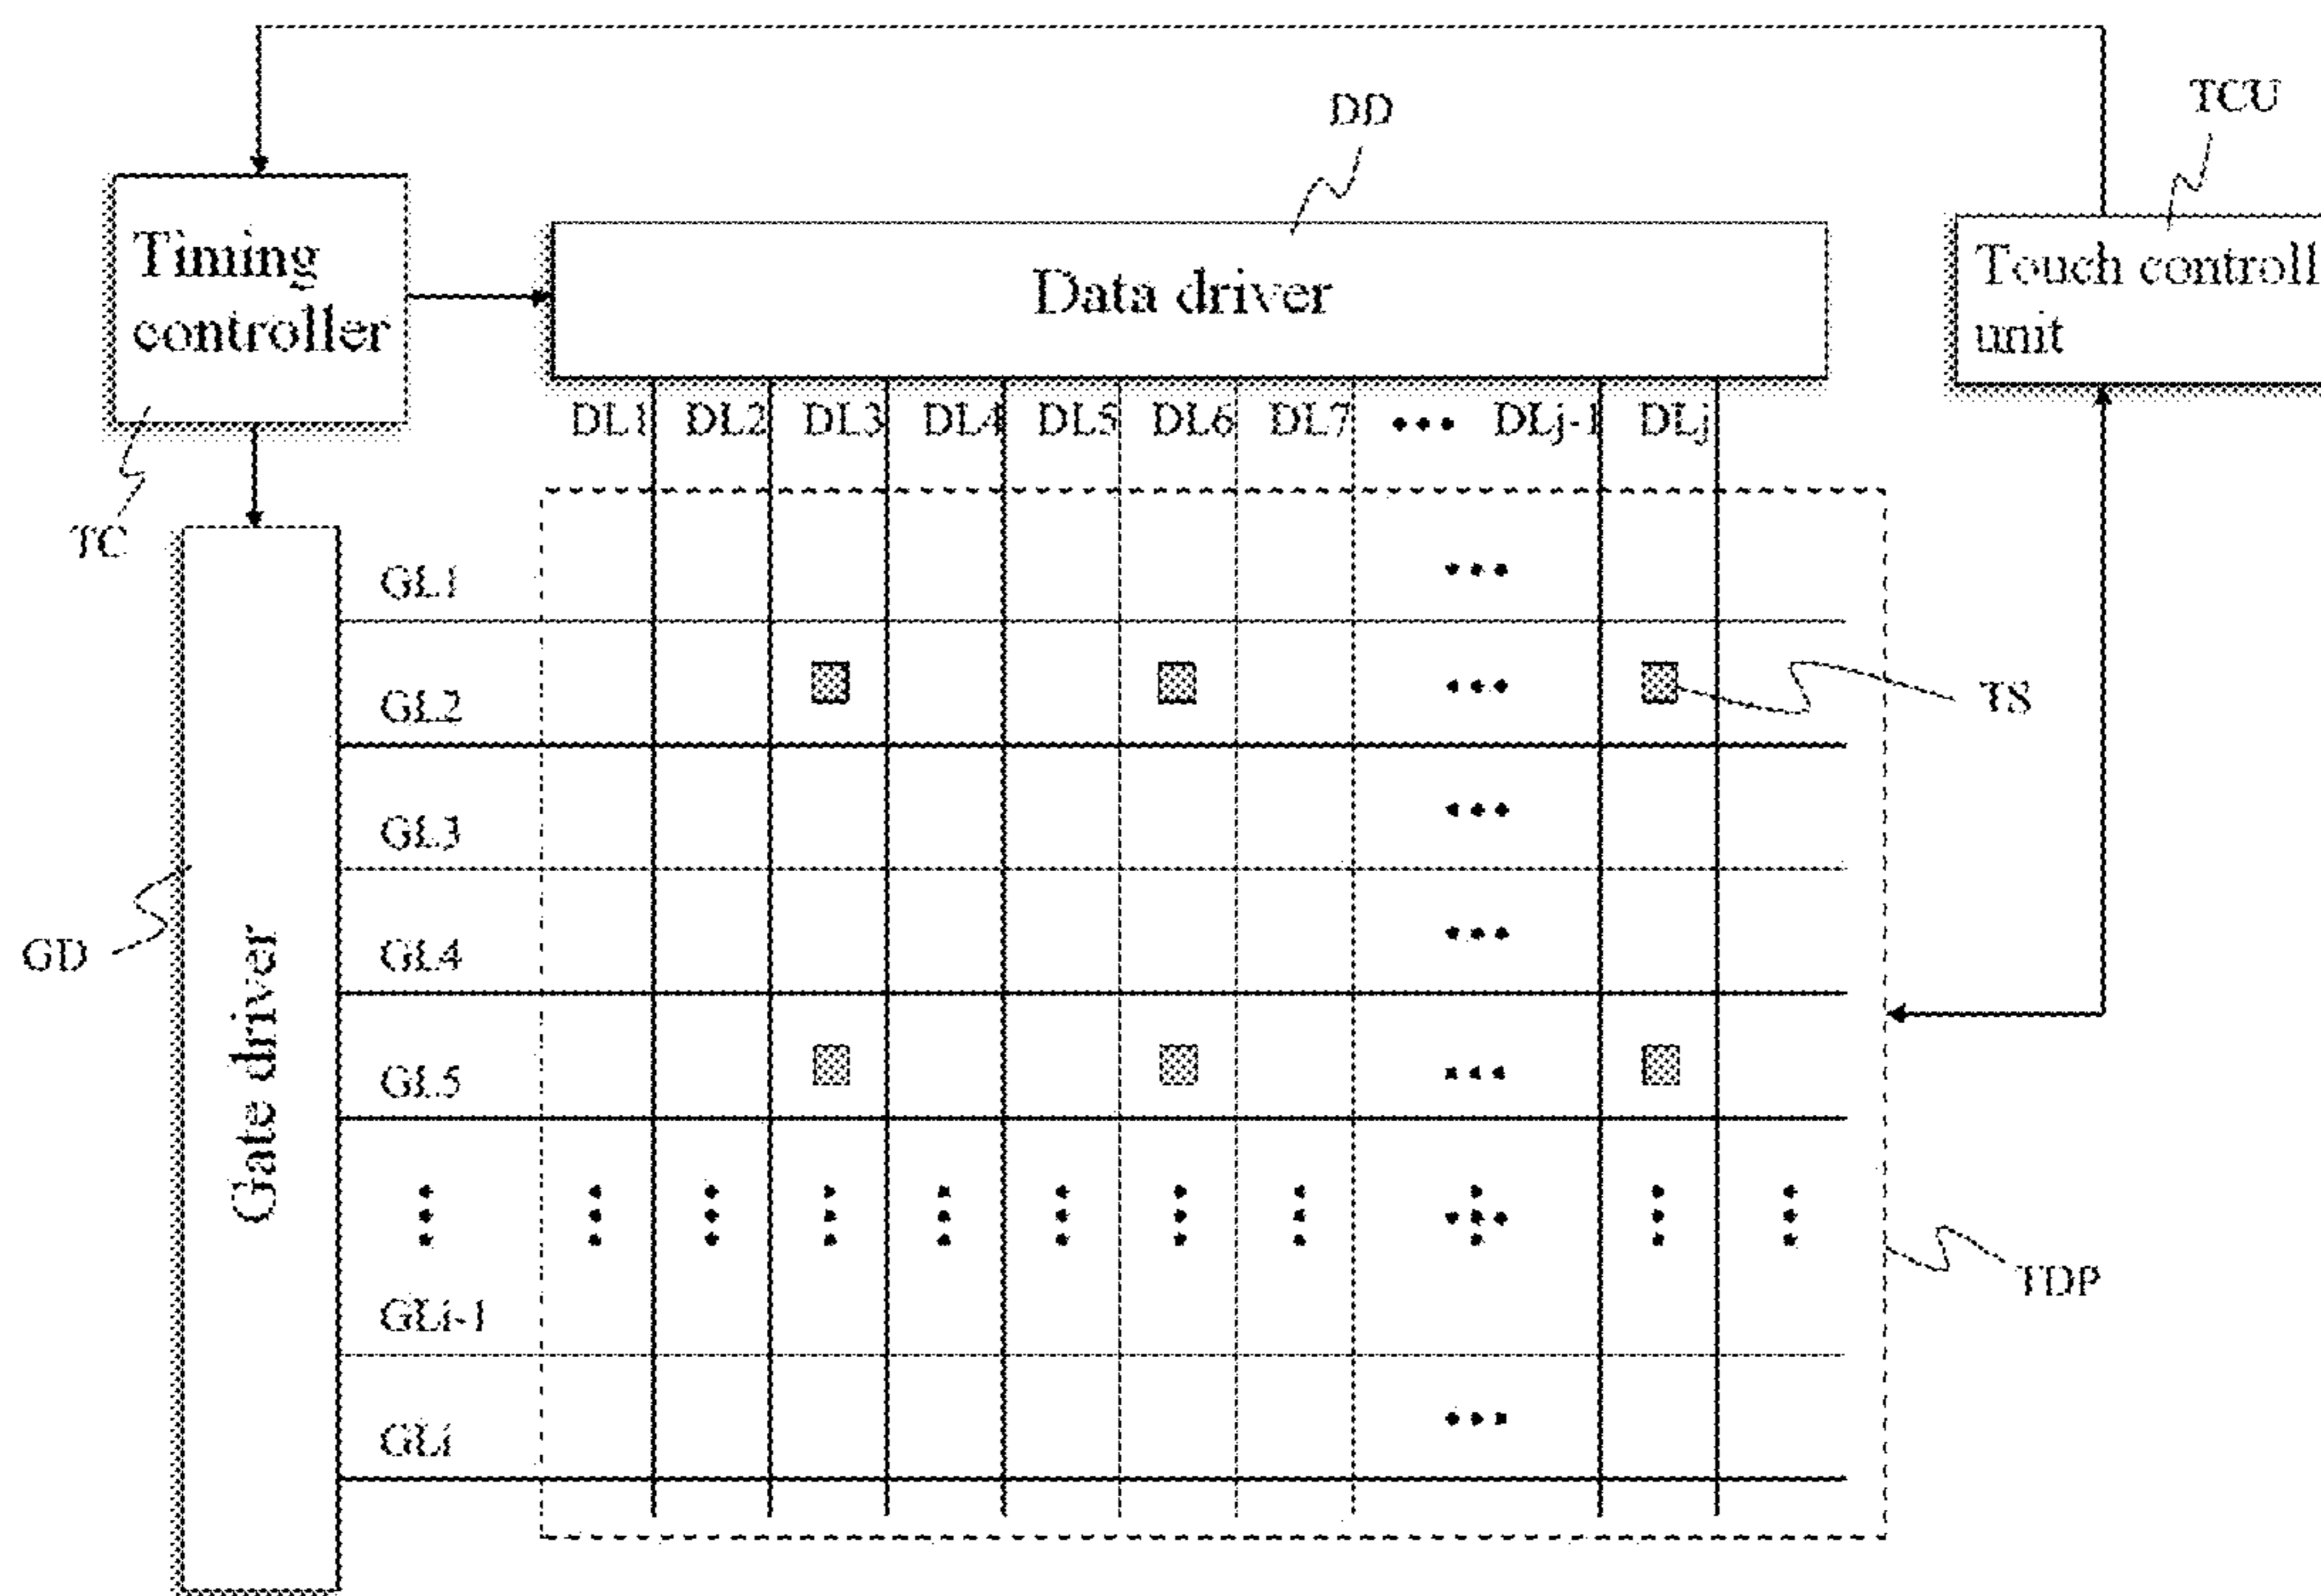 DD
TCU
Timing
controller
Data driver
Touch controll
unit
DL1 DL2 DL3 DL4 DL5 DL6 DL7 ••• DLj-1 DLj
TC
GL1
GL2
TS
GL3
GL4
GD
GL5
Gate driver
TDP
GLi-1
GLi